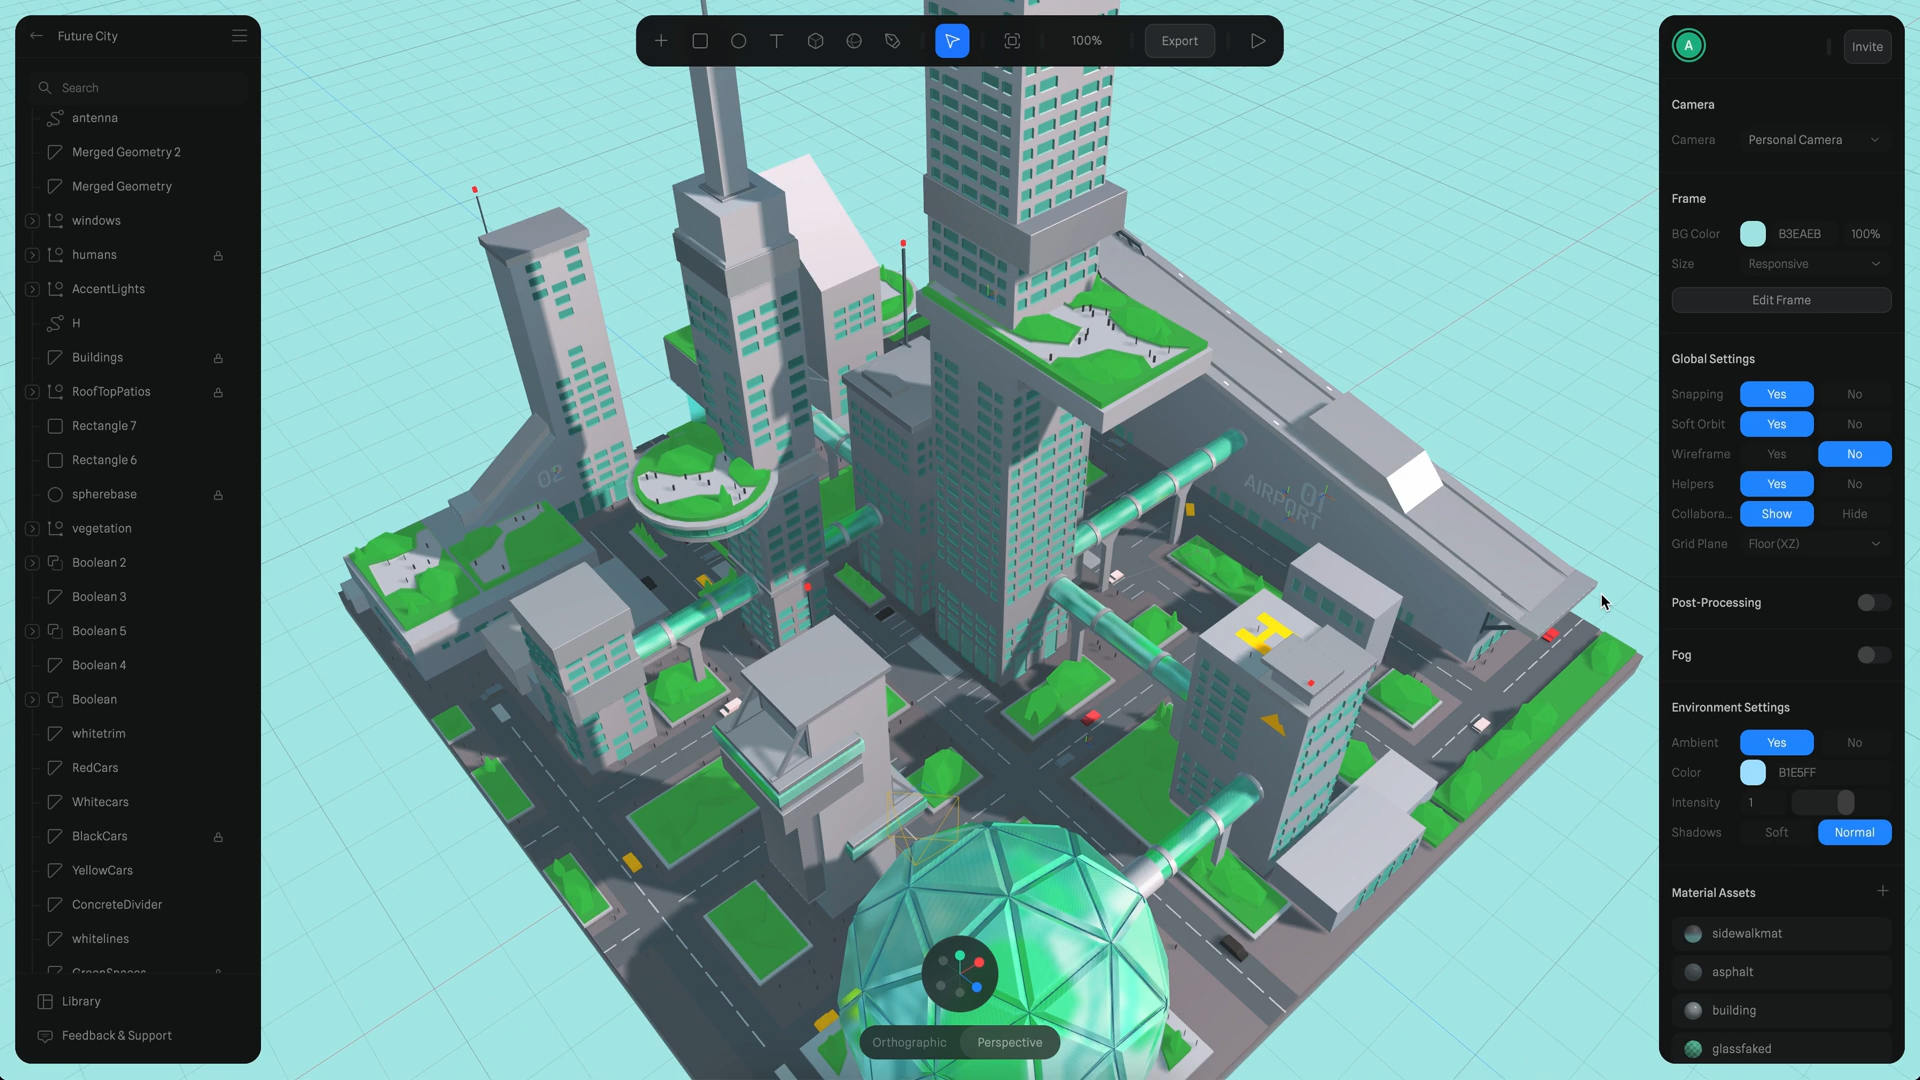 Future City
Search
antenna
Merged Geometry 2
Merged Geometry
windows
humans
AccentLights
H
Buildings
RoofTopPatios
Rectangle 7
Rectangle 6
spherebase
vegetation
Boolean 2
Boolean 3
Boolean 5
Boolean 4
Boolean
whitetrim
RedCars
Whitecars
BlackCars
YellowCars
ConcreteDivider
whitelines
GreenSpaces
Library
Feedback & Support
T
100%
Export
02
01
AIRPORT
H
Orthographic
Perspective
A
Invite
Camera
Camera Personal Camera
Frame
BG Color B3EAEB 100%
Size Responsive
Edit Frame
Global Settings
Snapping Yes No
Soft Orbit Yes No
Wireframe Yes No
Helpers Yes No
Collabora... Show Hide
Grid Plane Floor (XZ)
Post-Processing
Fog
Environment Settings
Ambient Yes No
Color B1E5FF
Intensity 1
Shadows Soft Normal
Material Assets
sidewalkmat
asphalt
building
glassfaked